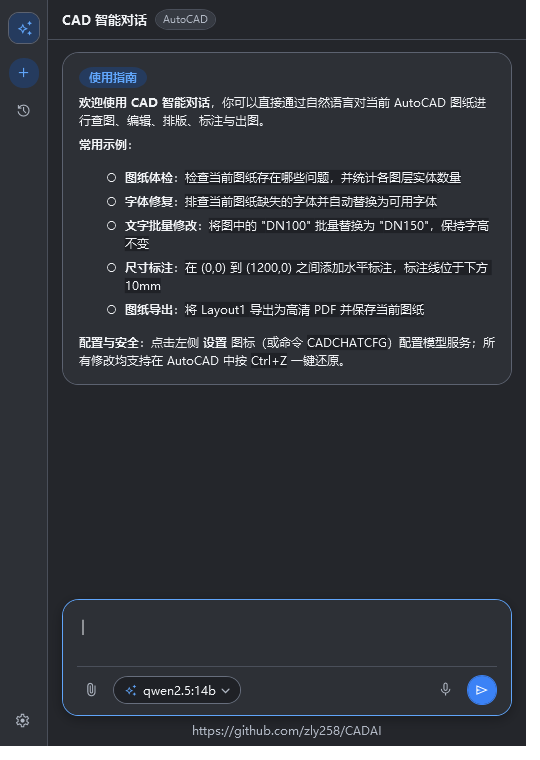 CAD 智能对话 AutoCAD
使用指南
欢迎使用 CAD 智能对话，你可以直接通过自然语言对当前 AutoCAD 图纸进
行查图、编辑、排版、标注与出图。
常用示例：
图纸体检：检查当前图纸存在哪些问题，并统计各图层实体数量
字体修复：排查当前图纸缺失的字体并自动替换为可用字体
文字批量修改：将图中的 "DN100" 批量替换为 "DN150"，保持字高
不变
尺寸标注：在 (0,0) 到 (1200,0) 之间添加水平标注，标注线位于下方
10mm
图纸导出：将 Layout1 导出为高清 PDF 并保存当前图纸
配置与安全：点击左侧 设置 图标（或命令 CADCHATCFG）配置模型服务；所
有修改均支持在 AutoCAD 中按 Ctrl+Z 一键还原。
qwen2.5:14b
https://github.com/zly258/CADAI